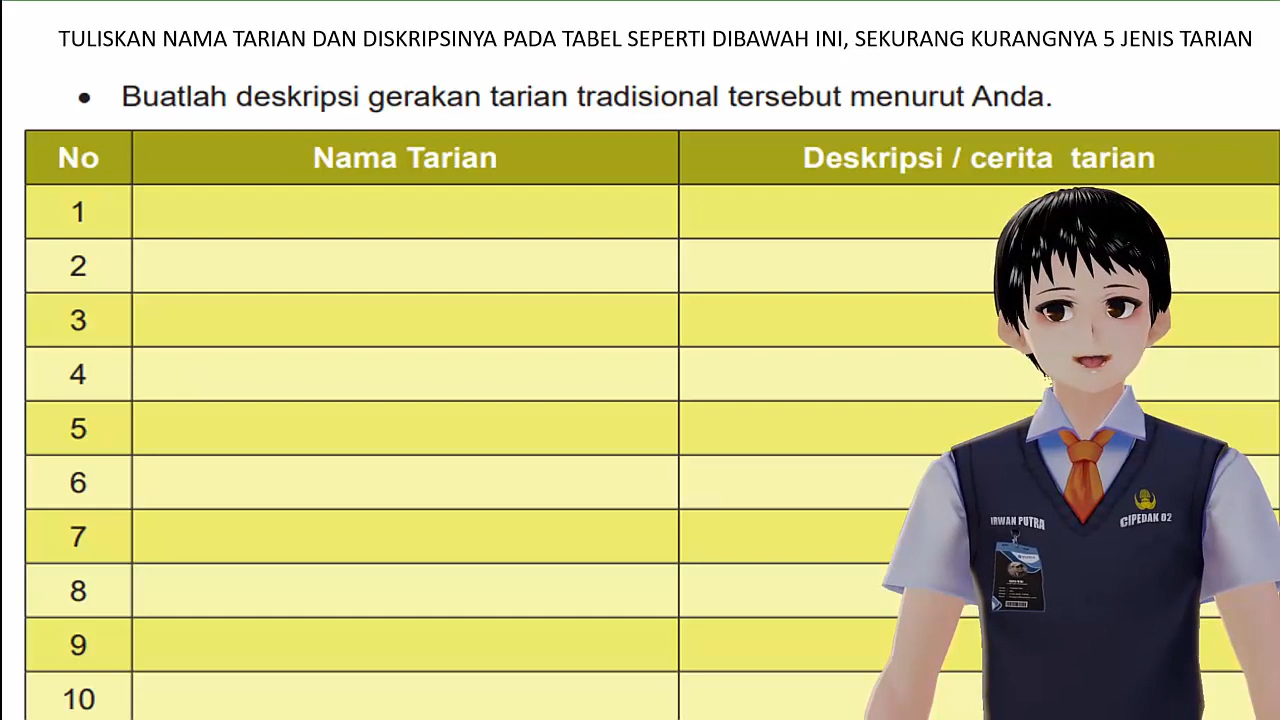 TULISKAN NAMA TARIAN DAN DISKRIPSINYA PADA TABEL SEPERTI DIBAWAH INI, SEKURANG KURANGNYA 5 JENIS TARIAN
• Buatlah deskripsi gerakan tarian tradisional tersebut menurut Anda.
No Nama Tarian Deskripsi / cerita tarian
1
2
3
4
5
6
7
8
9
10
IRWAN PUTRA
CIPEDAK 02